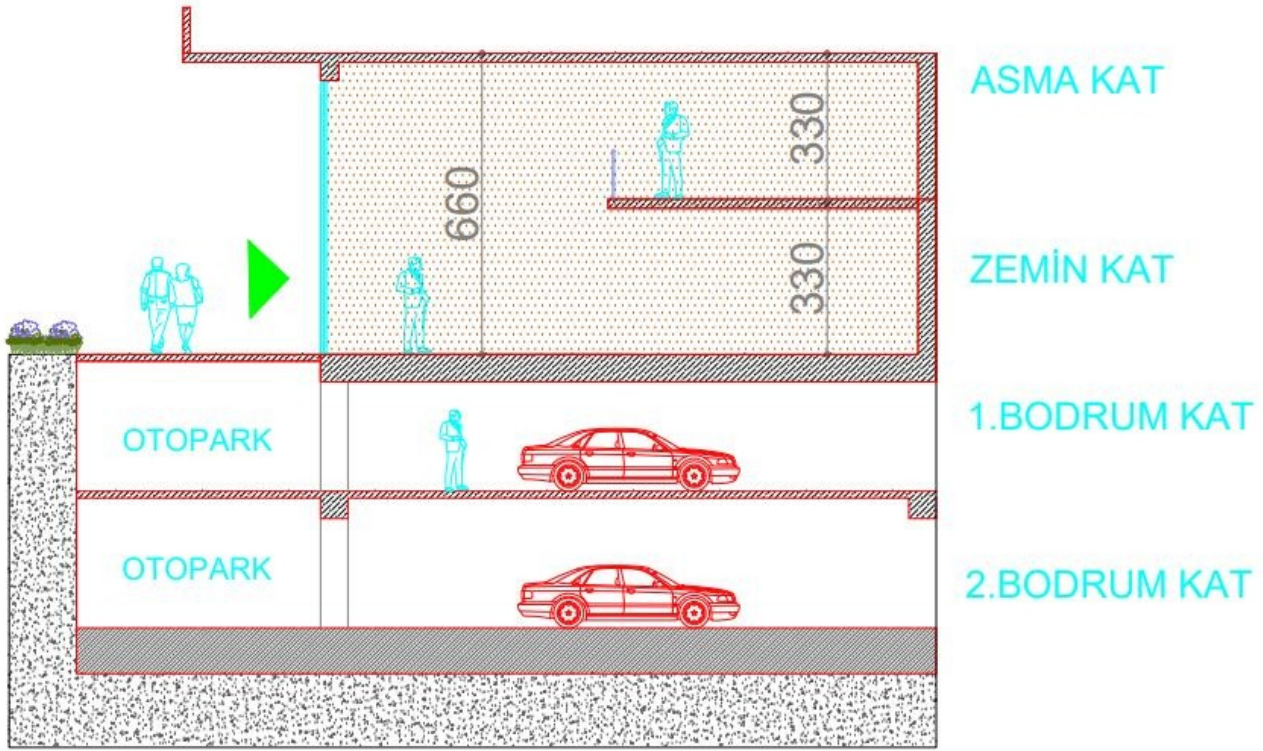 ASMA KAT
330
660
ZEMİN KAT
330
1.BODRUM KAT
OTOPARK
OTOPARK
2.BODRUM KAT